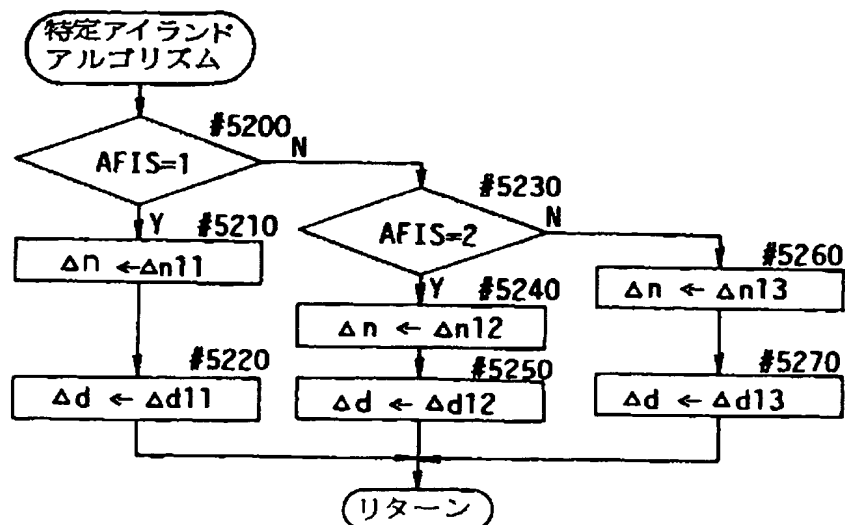 特定アイランド
アルゴリズム
#5200
AFIS=1
N
Y
#5210
Δn ←Δn11
#5220
Δd ← Δd11
#5230
AFIS=2
N
Y
#5240
Δn ← Δn12
#5250
Δd ← Δd12
#5260
Δn ← Δn13
#5270
Δd ← Δd13
リターン